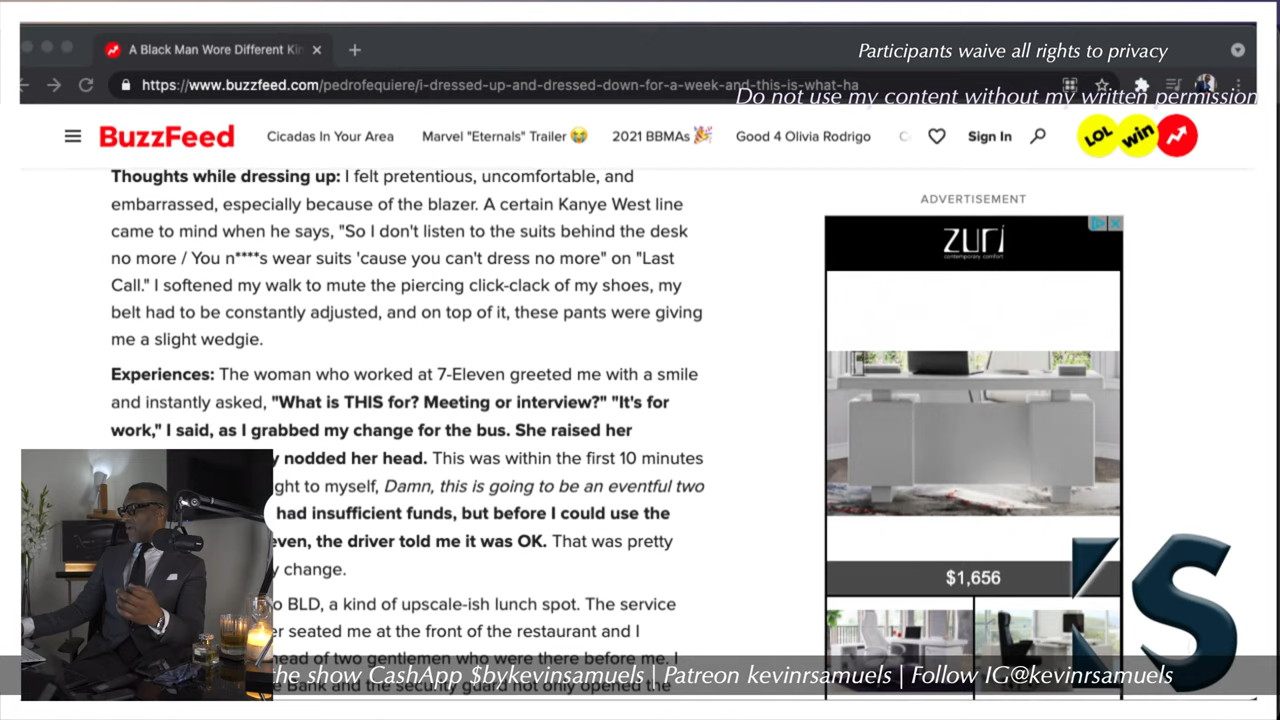 A Black Man Wore Different Ki
Participants waive all rights to privacy
https://www.buzzfeed.com/pedrofequiere/i-dressed-up-and-dressed-down-for-a-week-and-this-is-what-ha
Do not use my content without my written permission
BuzzFeed
Cicadas In Your Area
Marvel "Eternals" Trailer 😭
2021 BBMAs 🎉
Good 4 Olivia Rodrigo
Sign In
LOL
win
Thoughts while dressing up: I felt pretentious, uncomfortable, and
embarrassed, especially because of the blazer. A certain Kanye West line
came to mind when he says, "So I don't listen to the suits behind the desk
no more / You n****s wear suits 'cause you can't dress no more" on "Last
Call." I softened my walk to mute the piercing click-clack of my shoes, my
belt had to be constantly adjusted, and on top of it, these pants were giving
me a slight wedgie.
Experiences: The woman who worked at 7-Eleven greeted me with a smile
and instantly asked, "What is THIS for? Meeting or interview?" "It's for
work," I said, as I grabbed my change for the bus. She raised her
y nodded her head. This was within the first 10 minutes
ght to myself, Damn, this is going to be an eventful two
had insufficient funds, but before I could use the
even, the driver told me it was OK. That was pretty
y change.
o BLD, a kind of upscale-ish lunch spot. The service
er seated me at the front of the restaurant and I
head of two gentlemen who were there before me. I
e Bank and the security guard not only opened the
ADVERTISEMENT
zuri
contemporary comfort
$1,656
KS
the show CashApp $bykevinsamuels | Patreon kevinrsamuels | Follow IG@kevinrsamuels